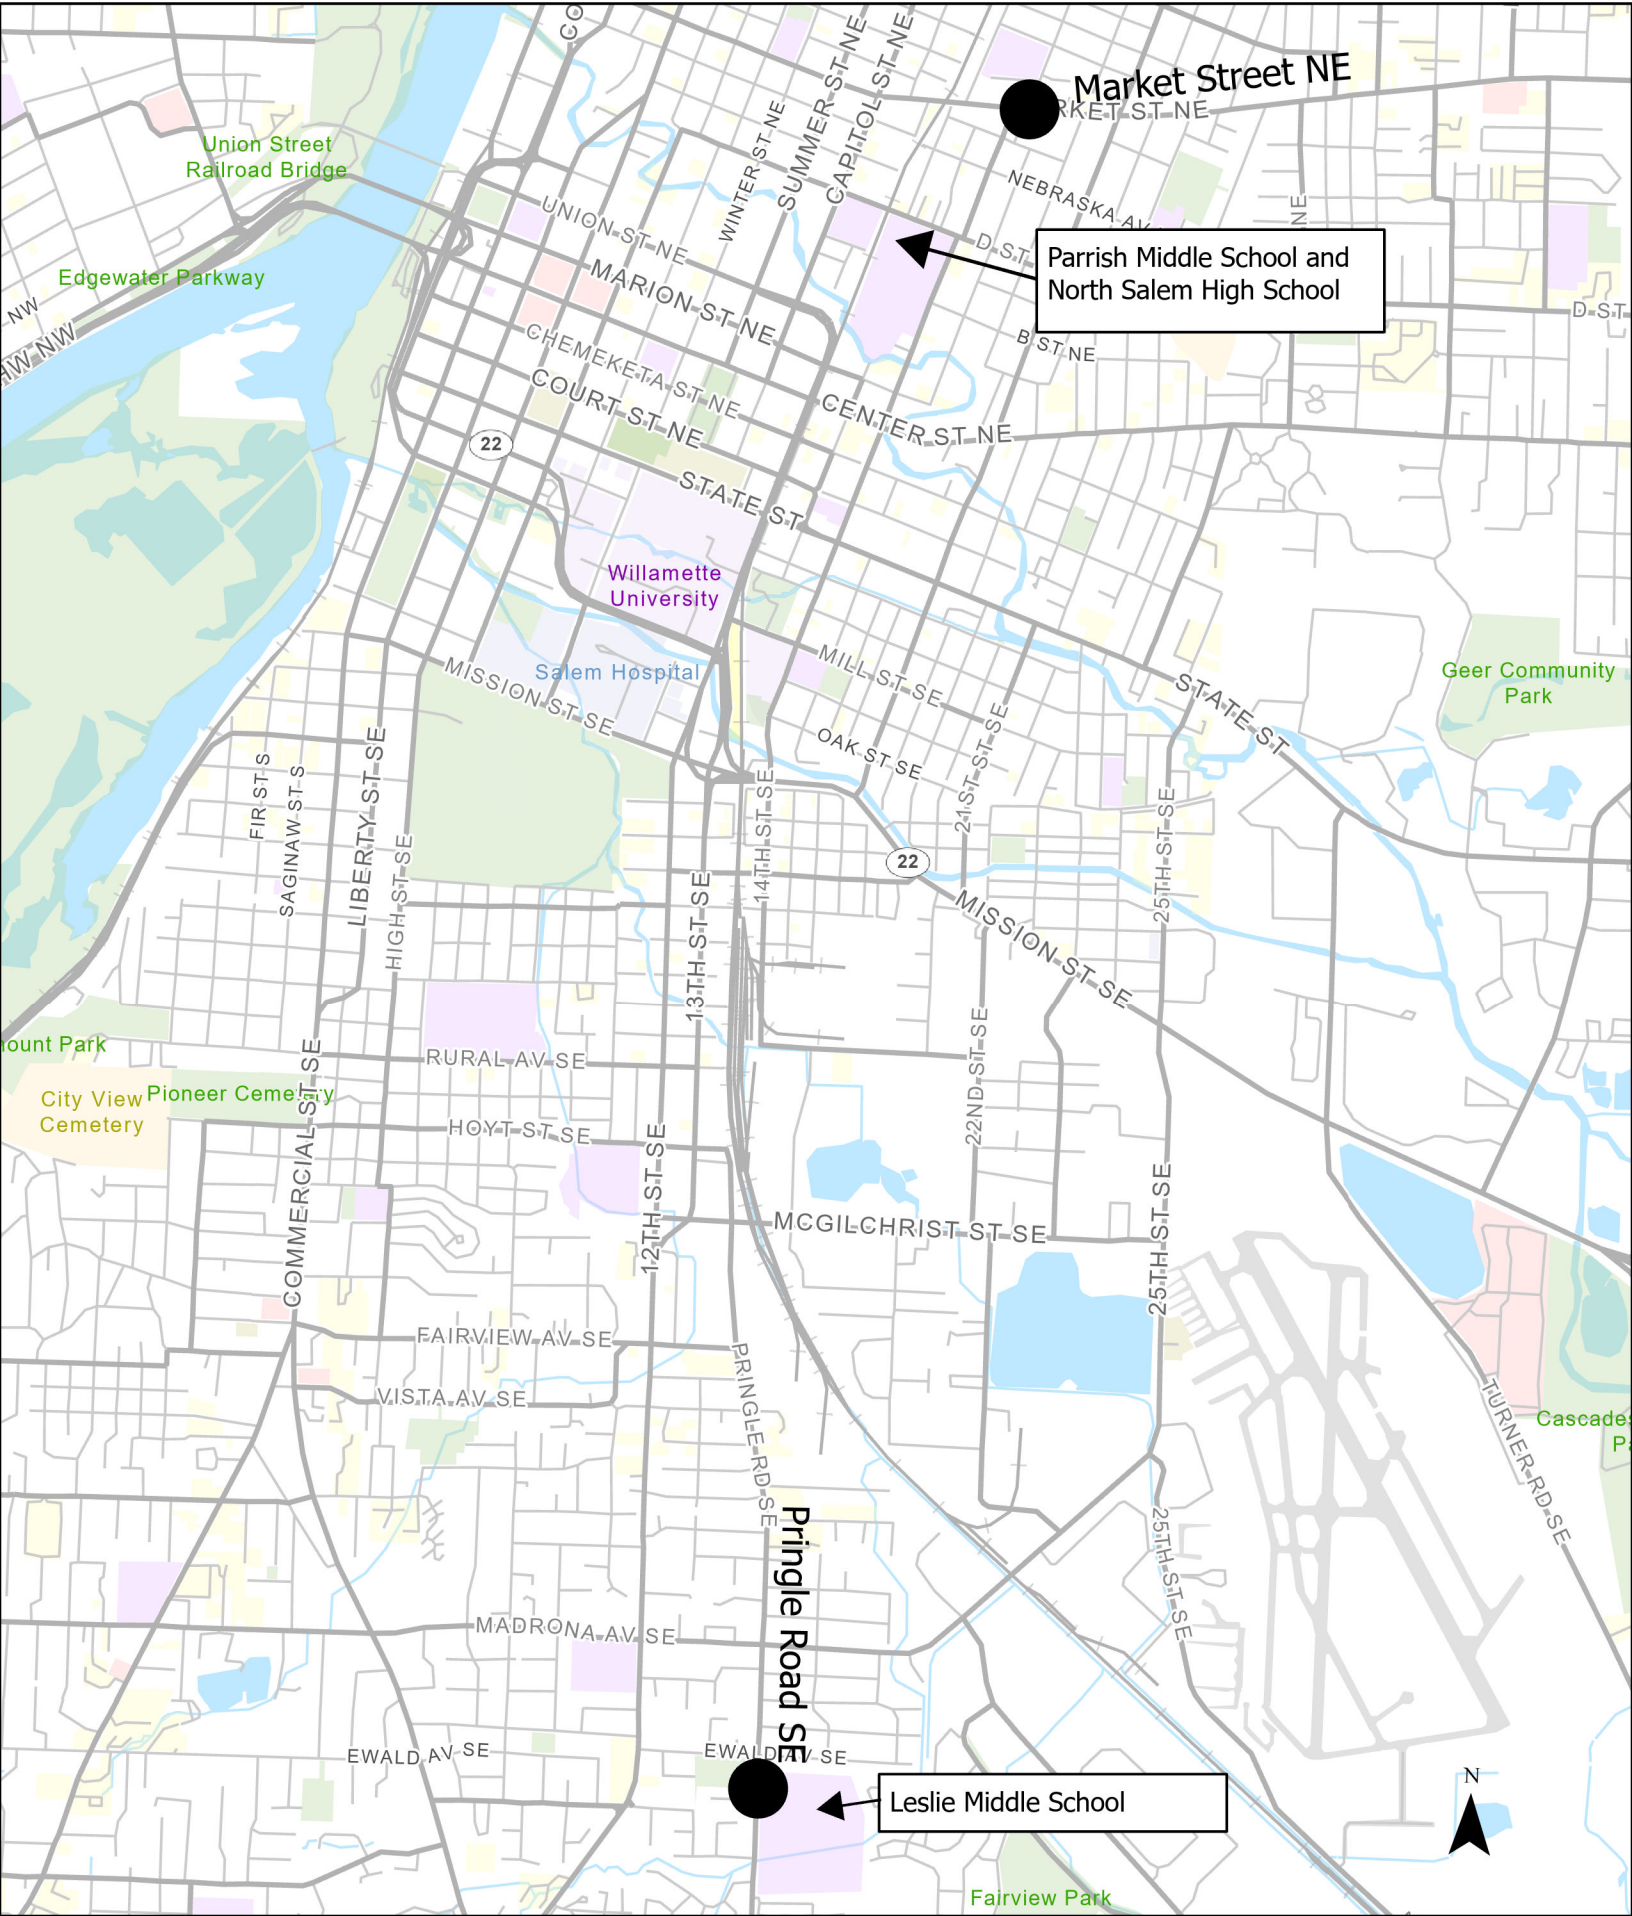 CO
SUMMER ST NE
CAPITOL ST NE
WINTER ST NE
Market Street NE
RKET ST NE
Union Street
Railroad Bridge
NEBRASKA AV
UNION ST NE
NE
D ST
Parrish Middle School and
North Salem High School
Edgewater Parkway
MARION ST NE
NW
HW NW
D ST
CHEMEKETA ST NE
B ST NE
COURT ST NE
CENTER ST NE
22
STATE ST
Willamette
University
MILL ST SE
Salem Hospital
MISSION ST SE
Geer Community
Park
STATE ST
OAK ST SE
21ST ST SE
FIR ST S
SAGINAW ST S
LIBERTY ST SE
HIGH ST SE
14TH ST SE
25TH ST SE
22
13TH ST SE
MISSION ST SE
22ND ST SE
ount Park
RURAL AV SE
City View
Cemetery
Pioneer Cemetery
COMMERCIAL ST SE
HOYT ST SE
12TH ST SE
MCGILCHRIST ST SE
25TH ST SE
FAIRVIEW AV SE
VISTA AV SE
PRINGLE RD SE
TURNER RD SE
Cascades
Pa
25TH ST SE
Pringle Road SE
MADRONA AV SE
EWALD AV SE
EWALD AV SE
Leslie Middle School
N
Fairview Park